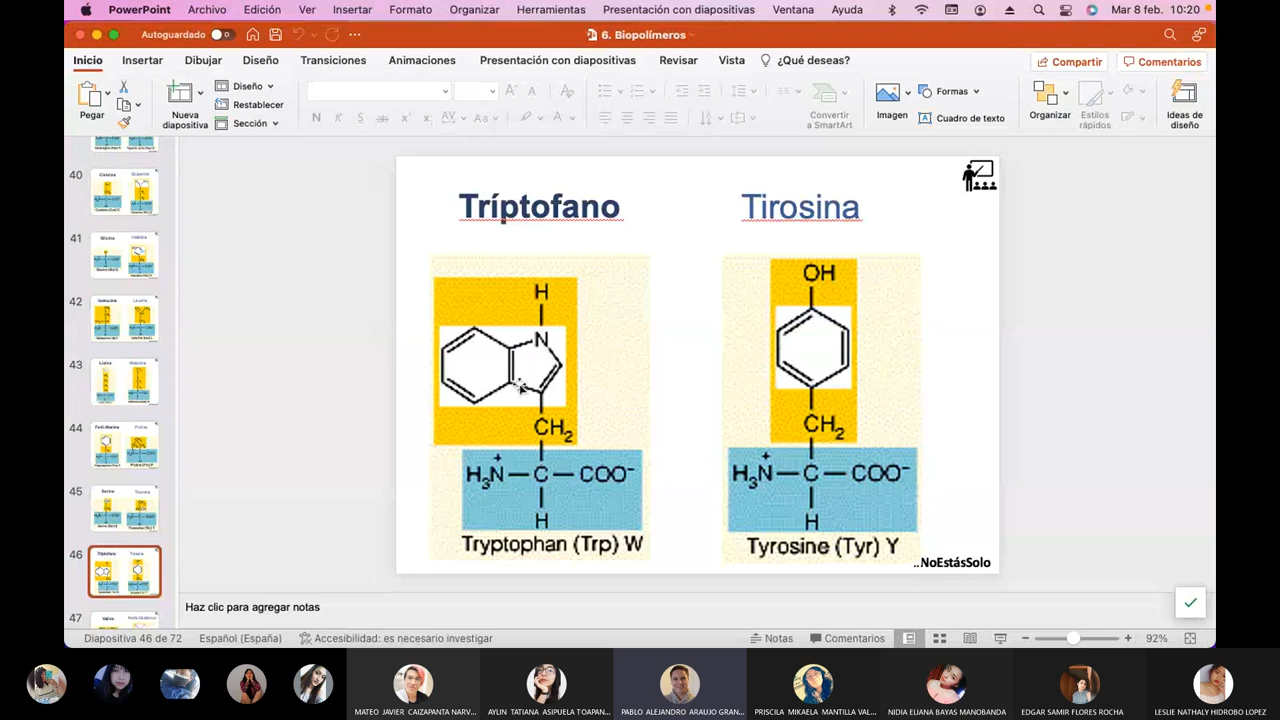 PowerPoint Archivo Edición Ver Insertar Formato Organizar Herramientas Presentación con diapositivas Ventana Ayuda Mar 8 feb. 10:20
Autoguardado 6. Biopolímeros
Inicio Insertar Dibujar Diseño Transiciones Animaciones Presentación con diapositivas Revisar Vista ¿Qué deseas? Compartir Comentarios
Pegar
Nueva diapositiva
Diseño
Restablecer
Sección
Convertir a SmartArt
Imagen
Formas
Cuadro de texto
Organizar
Estilos rápidos
Ideas de diseño
40
41
42
43
44
45
46
47
Tríptofano
Tirosina
H
N
CH2
H3N+ — C — COO-
H
Tryptophan (Trp) W
OH
CH2
H3N+ — C — COO-
H
Tyrosine (Tyr) Y
..NoEstásSolo
Haz clic para agregar notas
Diapositiva 46 de 72 Español (España) Accesibilidad: es necesario investigar Notas Comentarios 92%
MATEO JAVIER CAIZAPANTA NARV... AYLIN TATIANA ASIPUELA TOAPAN... PABLO ALEJANDRO ARAUJO GRAN... PRISCILA MIKAELA MANTILLA VAL... NIDIA ELIANA BAYAS MANOBANDA EDGAR SAMIR FLORES ROCHA LESLIE NATHALY HIDROBO LOPEZ